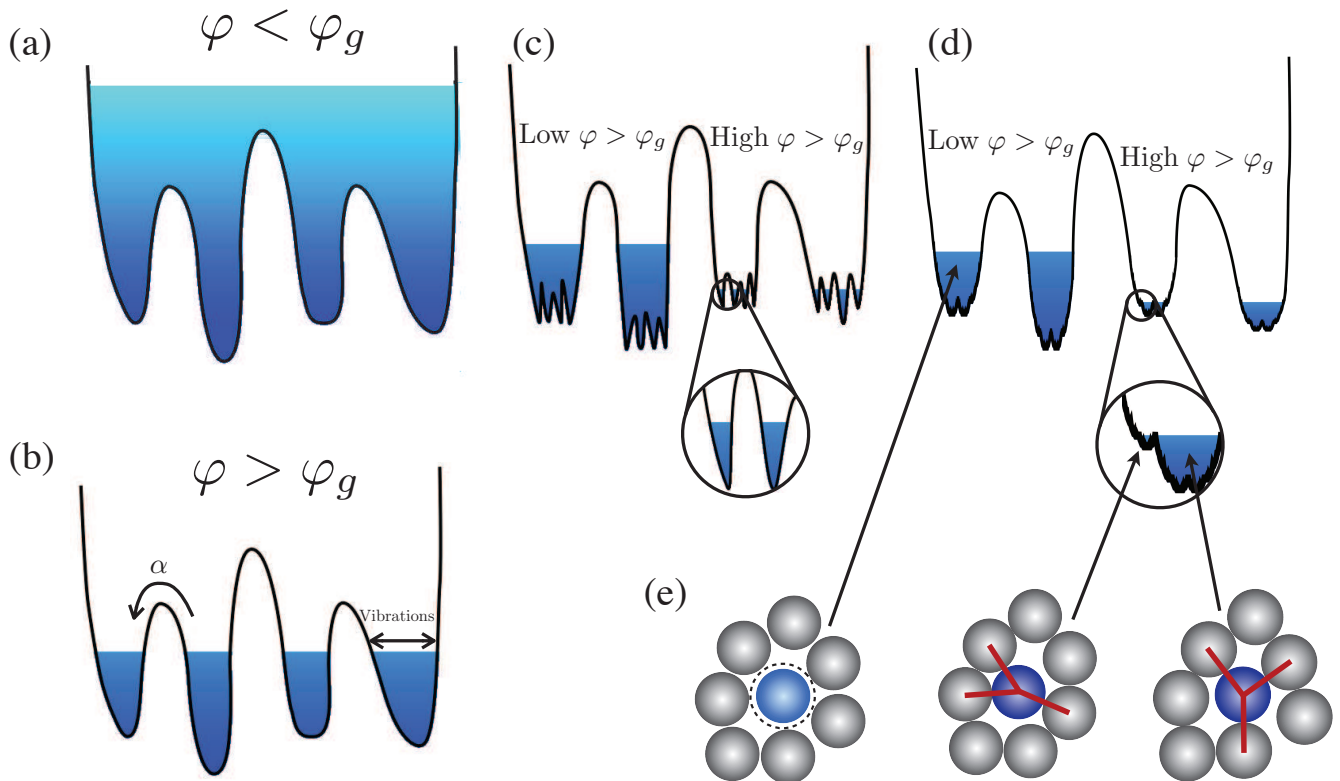 (a)
φ < φg
(b)
φ > φg
α
Vibrations
(c)
Low φ > φg
High φ > φg
(d)
Low φ > φg
High φ > φg
(e)